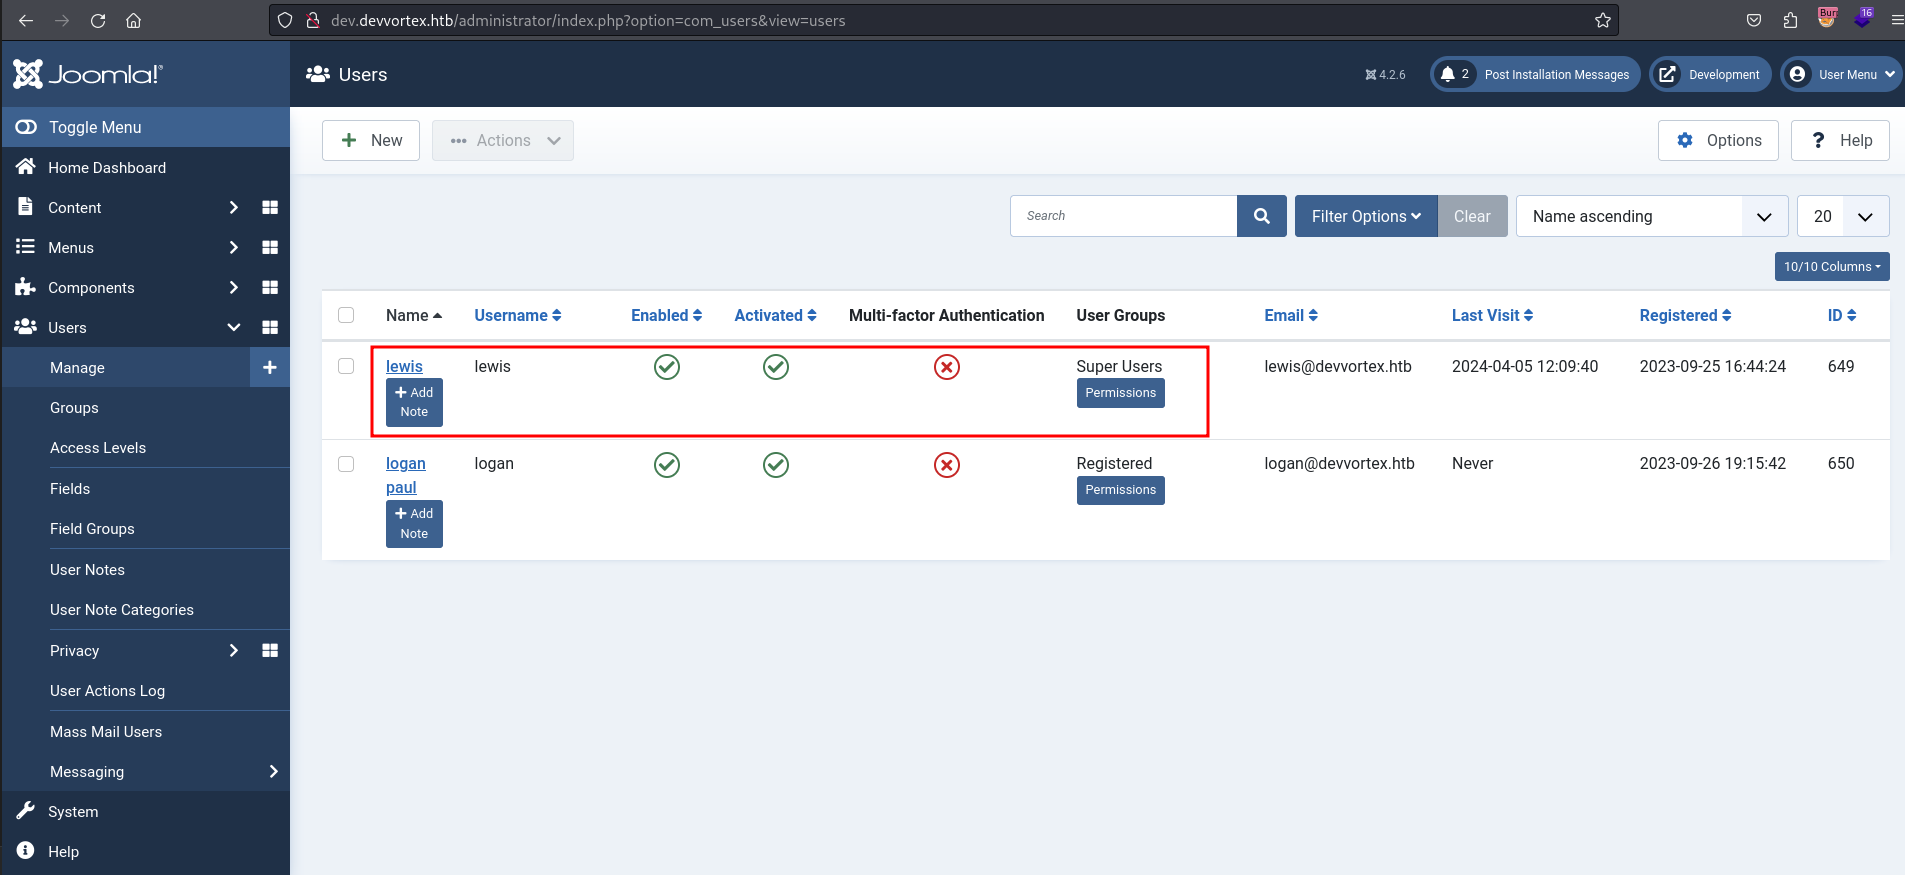 dev.devvortex.htb/administrator/index.php?option=com_users&view=users
Bur
16
Joomla!®
Users
4.2.6
2
Post Installation Messages
Development
User Menu
Toggle Menu
Home Dashboard
Content
Menus
Components
Users
Manage
Groups
Access Levels
Fields
Field Groups
User Notes
User Note Categories
Privacy
User Actions Log
Mass Mail Users
Messaging
System
Help
New
Actions
Options
Help
Search
Filter Options
Clear
Name ascending
20
10/10 Columns
Name Username Enabled Activated Multi-factor Authentication User Groups Email Last Visit Registered ID
lewis lewis Super Users lewis@devvortex.htb 2024-04-05 12:09:40 2023-09-25 16:44:24 649
+ Add Permissions
Note
logan logan Registered logan@devvortex.htb Never 2023-09-26 19:15:42 650
paul Permissions
+ Add
Note